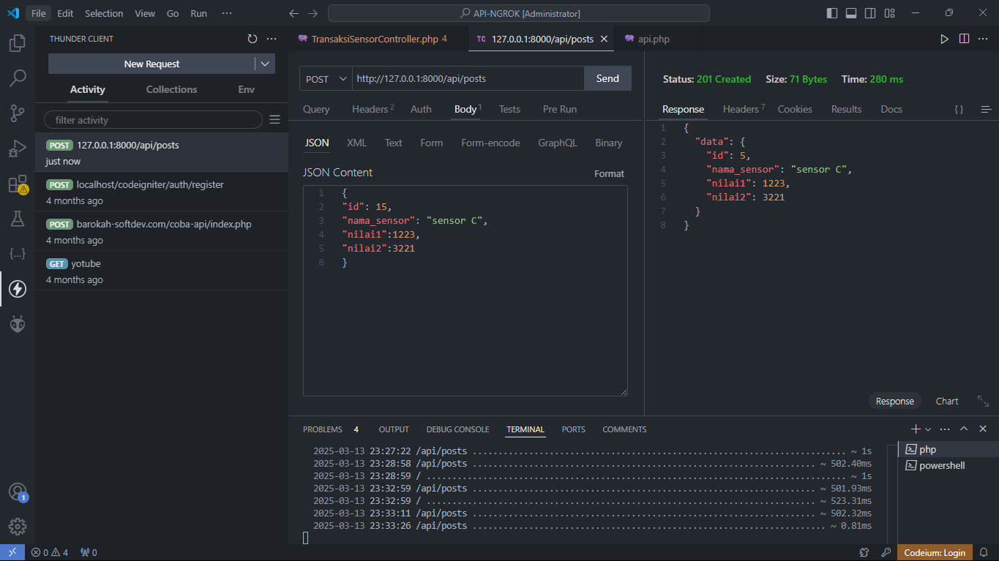 File Edit Selection View Go Run ··· API-NGROK [Administrator]
THUNDER CLIENT
New Request
Activity Collections Env
filter activity
POST 127.0.0.1:8000/api/posts
just now
POST localhost/codeigniter/auth/register
4 months ago
POST barokah-softdev.com/coba-api/index.php
4 months ago
GET yotube
4 months ago
1
TransaksiSensorController.php 4 TC 127.0.0.1:8000/api/posts api.php
POST http://127.0.0.1:8000/api/posts Send
Query Headers 2 Auth Body 1 Tests Pre Run
JSON XML Text Form Form-encode GraphQL Binary
JSON Content Format
1 {
2 "id": 15,
3 "nama_sensor": "sensor C",
4 "nilai1":1223,
5 "nilai2":3221
6 }
Status: 201 Created Size: 71 Bytes Time: 280 ms
Response Headers 7 Cookies Results Docs { }
1 {
2 "data": {
3 "id": 5,
4 "nama_sensor": "sensor C",
5 "nilai1": 1223,
6 "nilai2": 3221
7 }
8 }
Response Chart
PROBLEMS 4 OUTPUT DEBUG CONSOLE TERMINAL PORTS COMMENTS
2025-03-13 23:27:22 /api/posts ........................................................................ ~ 1s
2025-03-13 23:28:58 /api/posts .................................................................. ~ 502.40ms
2025-03-13 23:28:59 / ................................................................................. ~ 1s
2025-03-13 23:32:59 /api/posts .................................................................. ~ 501.93ms
2025-03-13 23:32:59 / ........................................................................... ~ 523.31ms
2025-03-13 23:33:11 /api/posts .................................................................. ~ 502.32ms
2025-03-13 23:33:26 /api/posts .................................................................... ~ 0.81ms
php
powershell
0 4 0 Codeium: Login